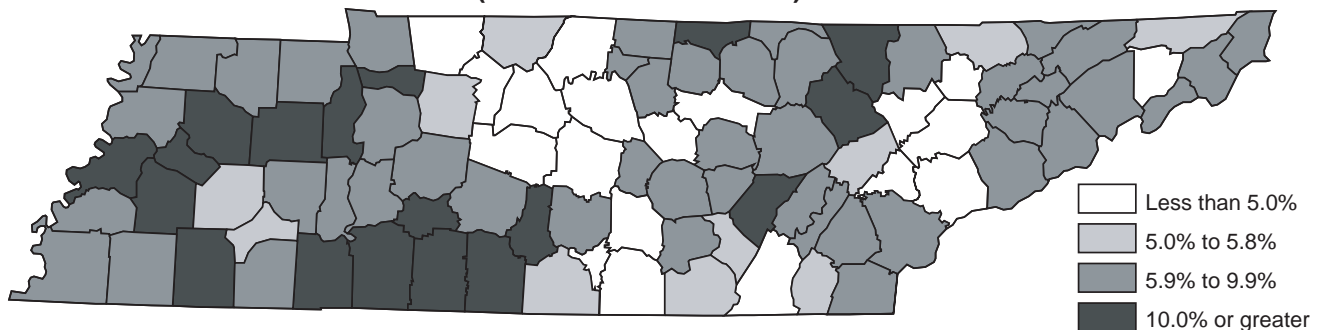 Less than 5.0%
5.0% to 5.8%
5.9% to 9.9%
10.0% or greater